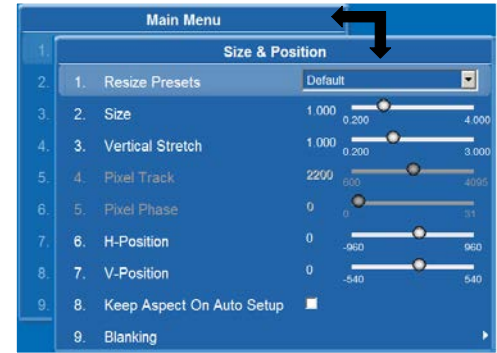 Main Menu
1. Size & Position
2. 1. Resize Presets Default
3. 2. Size 1.000 0.200 4.000
4. 3. Vertical Stretch 1.000 0.200 3.000
5. 4. Pixel Track 2200 600 4095
6. 5. Pixel Phase 0 0 31
7. 6. H-Position 0 -960 960
8. 7. V-Position 0 -540 540
9. 8. Keep Aspect On Auto Setup
9. Blanking